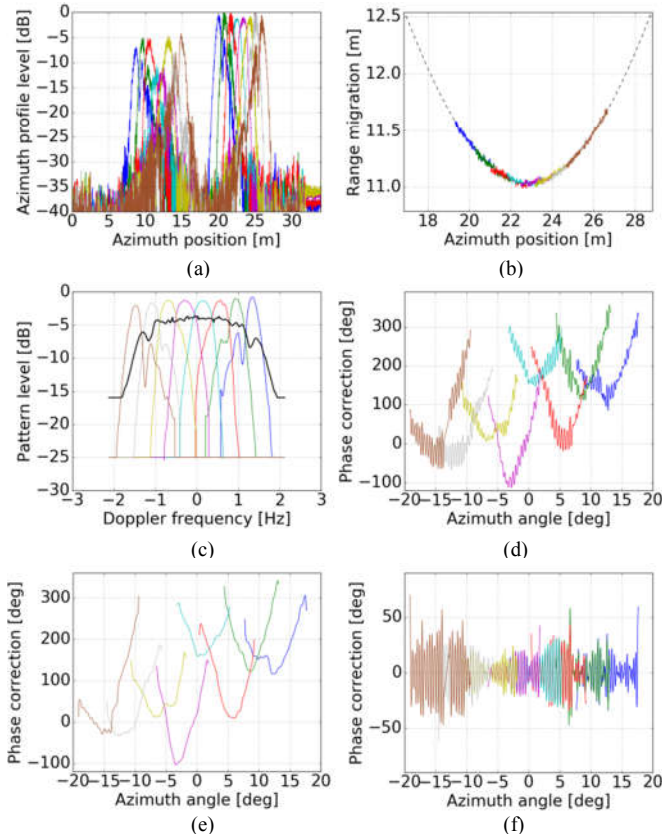 0
−5
−10
−15
−20
−25
−30
−35
−40
Azimuth profile level [dB]
0 5 10 15 20 25 30
Azimuth position [m]
(a)
12.5
12.0
11.5
11.0
Range migration [m]
18 20 22 24 26 28
Azimuth position [m]
(b)
0
−5
−10
−15
−20
−25
−30
Pattern level [dB]
−3 −2 −1 0 1 2 3
Doppler frequency [Hz]
(c)
300
200
100
0
−100
Phase correction [deg]
−20−15−10 −5 0 5 10 15 20
Azimuth angle [deg]
(d)
300
200
100
0
−100
Phase correction [deg]
−20−15−10 −5 0 5 10 15 20
Azimuth angle [deg]
(e)
50
0
−50
Phase correction [deg]
−20−15−10 −5 0 5 10 15 20
Azimuth angle [deg]
(f)